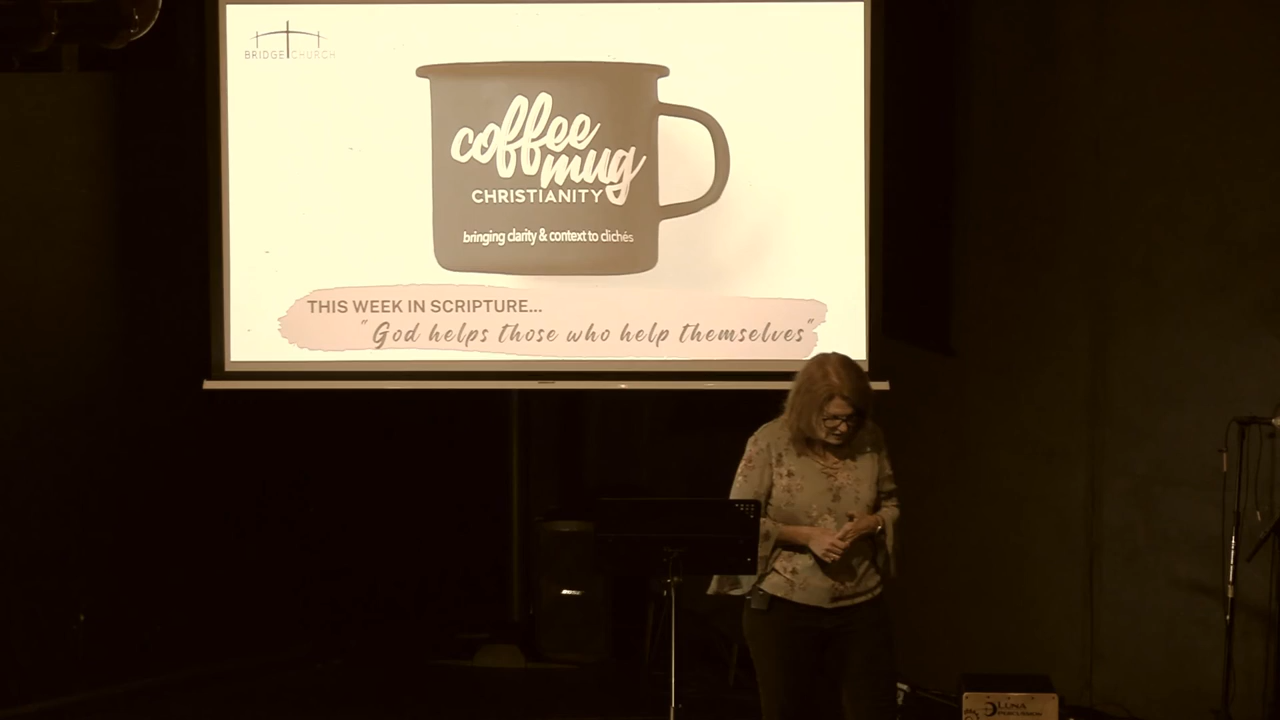 BRIDGE CHURCH
coffee
mug
CHRISTIANITY
bringing clarity & context to clichés
THIS WEEK IN SCRIPTURE...
"God helps those who help themselves"
LUNA
PERCUSSION